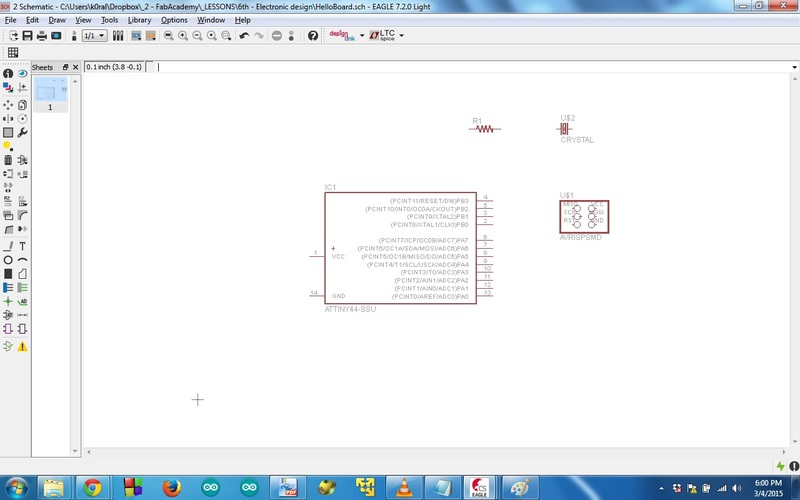 2 Schematic - C:\Users\k0ral\Dropbox\_2 - FabAcademy\_LESSONS\6th - Electronic design\HelloBoard.sch - EAGLE 7.2.0 Light
File Edit Draw View Tools Library Options Window Help
1/1
design link
LTC spice
Sheets
0.1 inch (3.8 -0.1)
1
R1
U$2
CRYSTAL
IC1
(PCINT11/RESET/DW)PB3 4
(PCINT10/INT0/OC0A/CKOUT)PB2 5
(PCINT9/XTAL2)PB1 3
(PCINT8/XTAL1/CLKI)PB0 2
(PCINT7/ICP/OC0B/ADC7)PA7 6
(PCINT6/OC1A/SDA/MOSI/ADC6)PA6 7
1 VCC
(PCINT5/OC1B/MISO/DO/ADC5)PA5 8
(PCINT4/T1/SCL/USCK/ADC4)PA4 9
(PCINT3/T0/ADC3)PA3 10
(PCINT2/AIN1/ADC2)PA2 11
(PCINT1/AIN0/ADC1)PA1 12
14 GND
(PCINT0/AREF/ADC0)PA0 13
ATTINY44-SSU
U$1
VCC
AVRISPSMD
CS
EAGLE
PDF
6:00 PM
3/4/2015